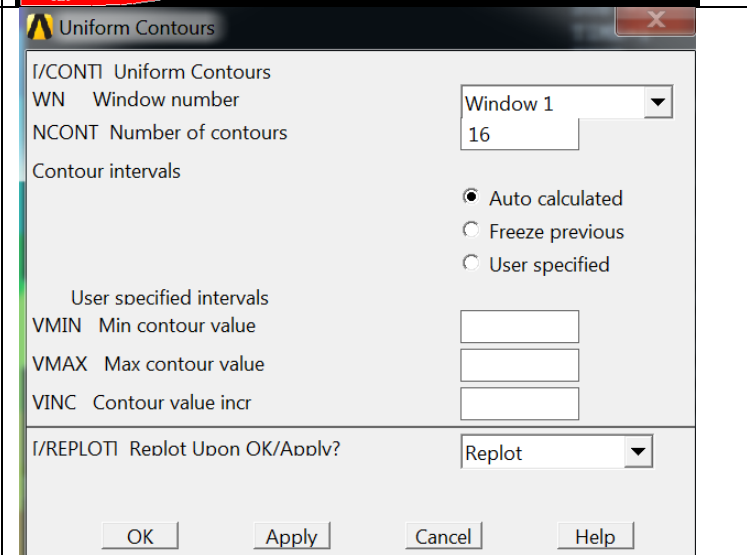 Uniform Contours
[/CONT] Uniform Contours
WN Window number Window 1
NCONT Number of contours 16
Contour intervals
Auto calculated
Freeze previous
User specified
User specified intervals
VMIN Min contour value
VMAX Max contour value
VINC Contour value incr
[/REPLOT] Replot Upon OK/Apply? Replot
OK Apply Cancel Help